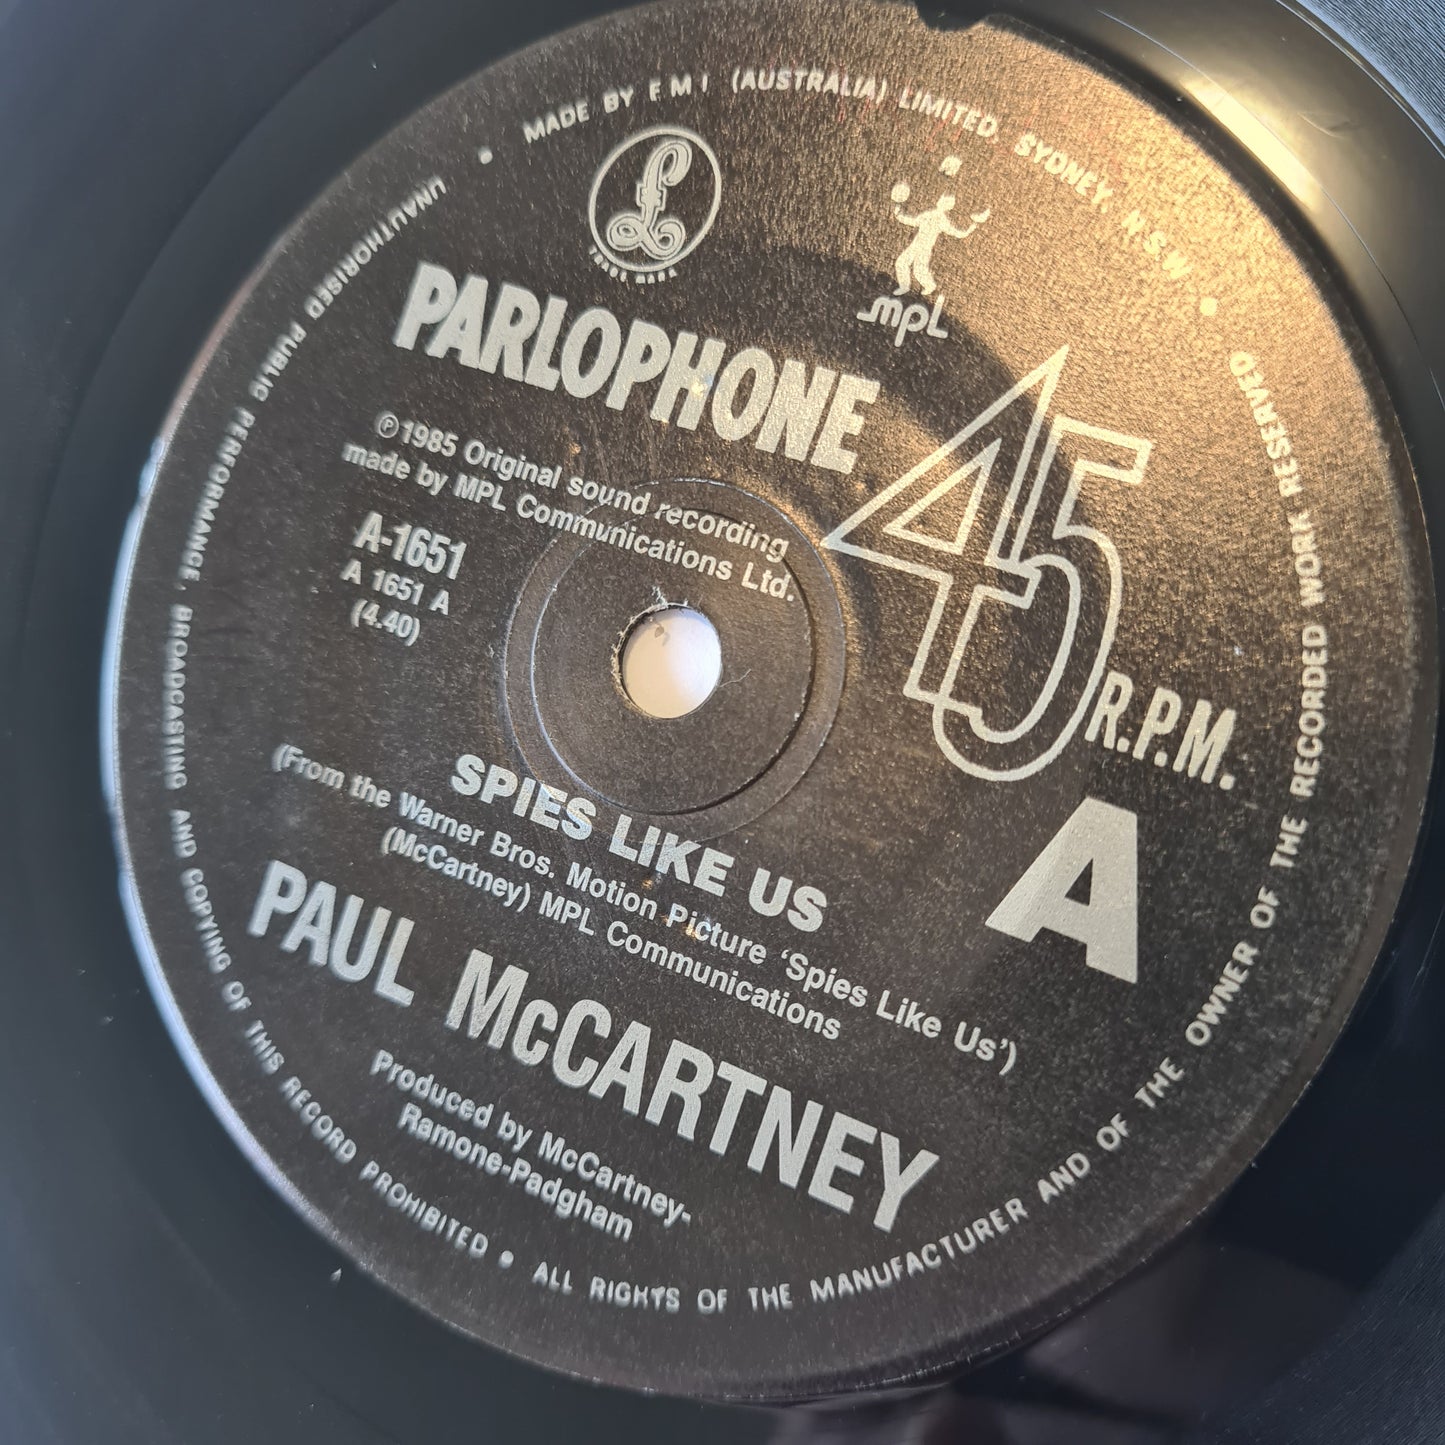 MADE BY EMI (AUSTRALIA) LIMITED. SYDNEY, N.S.W.
£
TRADE MARK
mpL
PARLOPHONE
℗ 1985 Original sound recording
made by MPL Communications Ltd.
45
R.P.M.
A-1651
A 1651 A
(4.40)
A
SPIES LIKE US
(From the Warner Bros. Motion Picture ‘Spies Like Us’)
(McCartney) MPL Communications
PAUL McCARTNEY
Produced by McCartney-
Ramone-Padgham
UNAUTHORISED PUBLIC PERFORMANCE, BROADCASTING AND COPYING OF THIS RECORD PROHIBITED • ALL RIGHTS OF THE MANUFACTURER AND OF THE OWNER OF THE RECORDED WORK RESERVED •